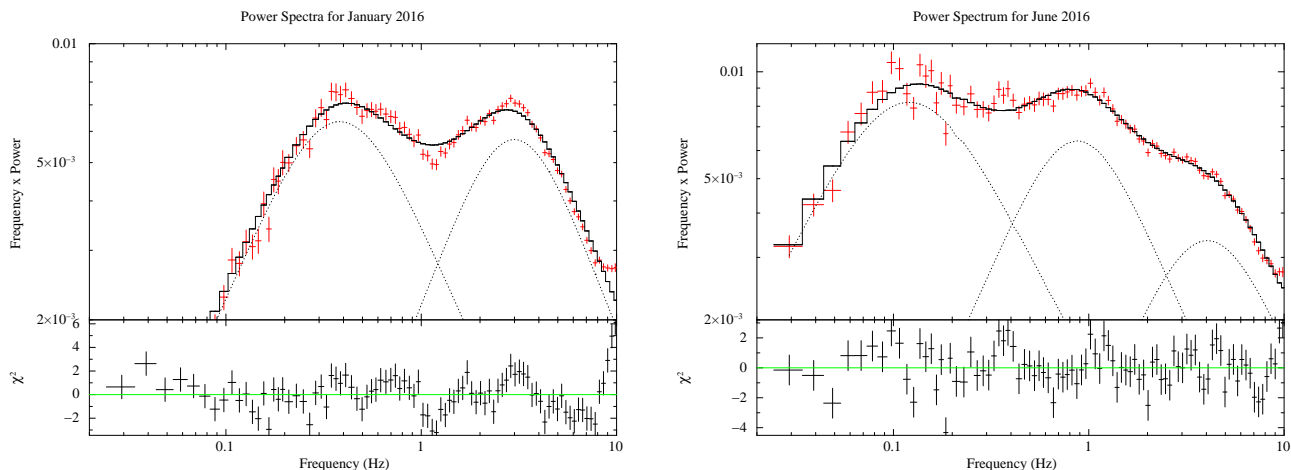 Power Spectra for January 2016
0.01
5×10⁻³
2×10⁻³
Frequency x Power
6
4
2
0
−2
χ²
0.1
1
10
Frequency (Hz)
Power Spectrum for June 2016
0.01
5×10⁻³
2×10⁻³
Frequency x Power
2
0
−2
−4
χ²
0.1
1
10
Frequency (Hz)